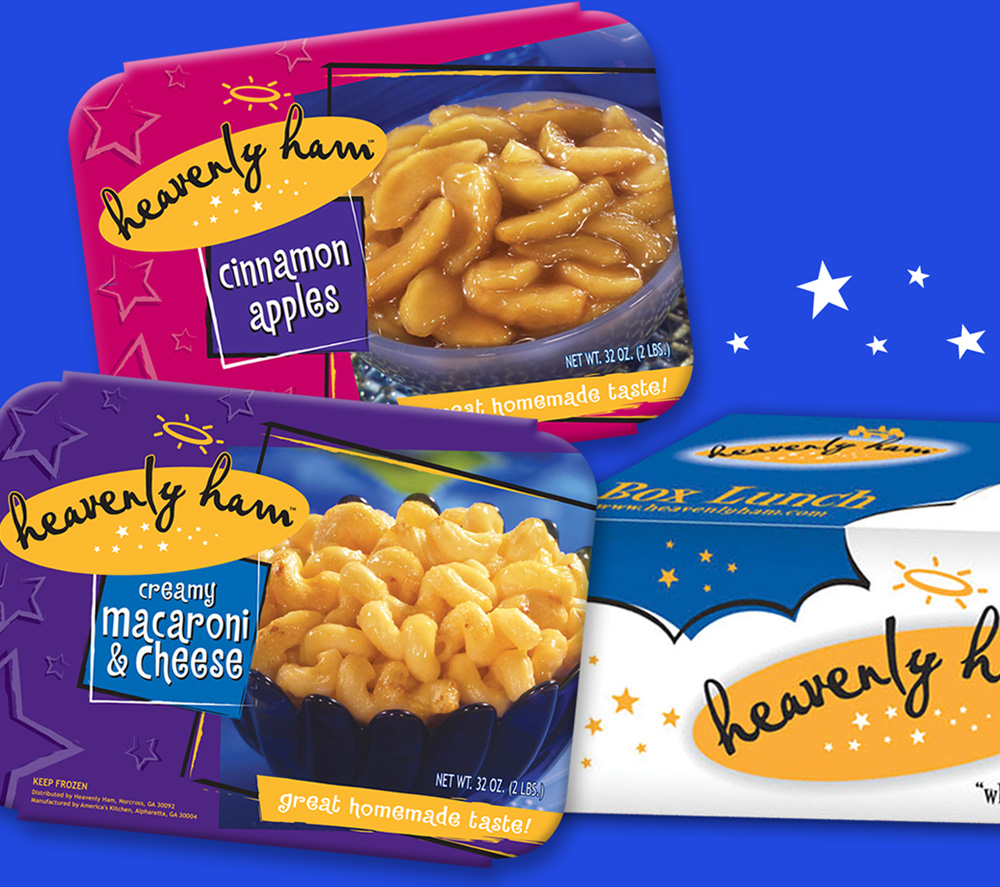 heavenly ham™
cinnamon
apples
NET WT. 32 OZ. (2 LBS.)
great homemade taste!
heavenly ham™
creamy
macaroni
& cheese
KEEP FROZEN
Distributed by Heavenly Ham, Norcross, GA 30092
Manufactured by America's Kitchen, Alpharetta, GA 30004
NET WT. 32 OZ. (2 LBS.)
great homemade taste!
heavenly ham
Box Lunch
www.heavenlyham.com
heavenly h